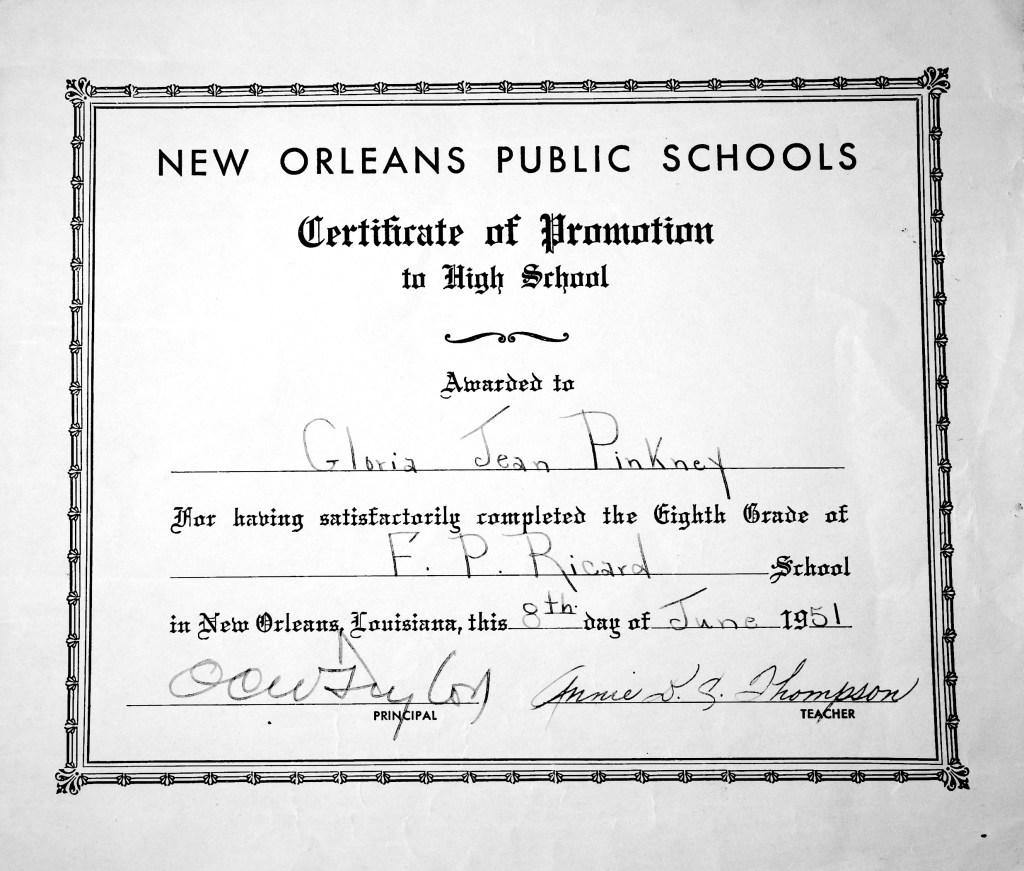 NEW ORLEANS PUBLIC SCHOOLS
Certificate of Promotion
to High School
Awarded to
Gloria Jean Pinkney
For having satisfactorily completed the Eighth Grade of
F. P. Ricard School
in New Orleans, Louisiana, this 8th day of June 1951
Taylor Annie D. Z. Thompson
PRINCIPAL TEACHER